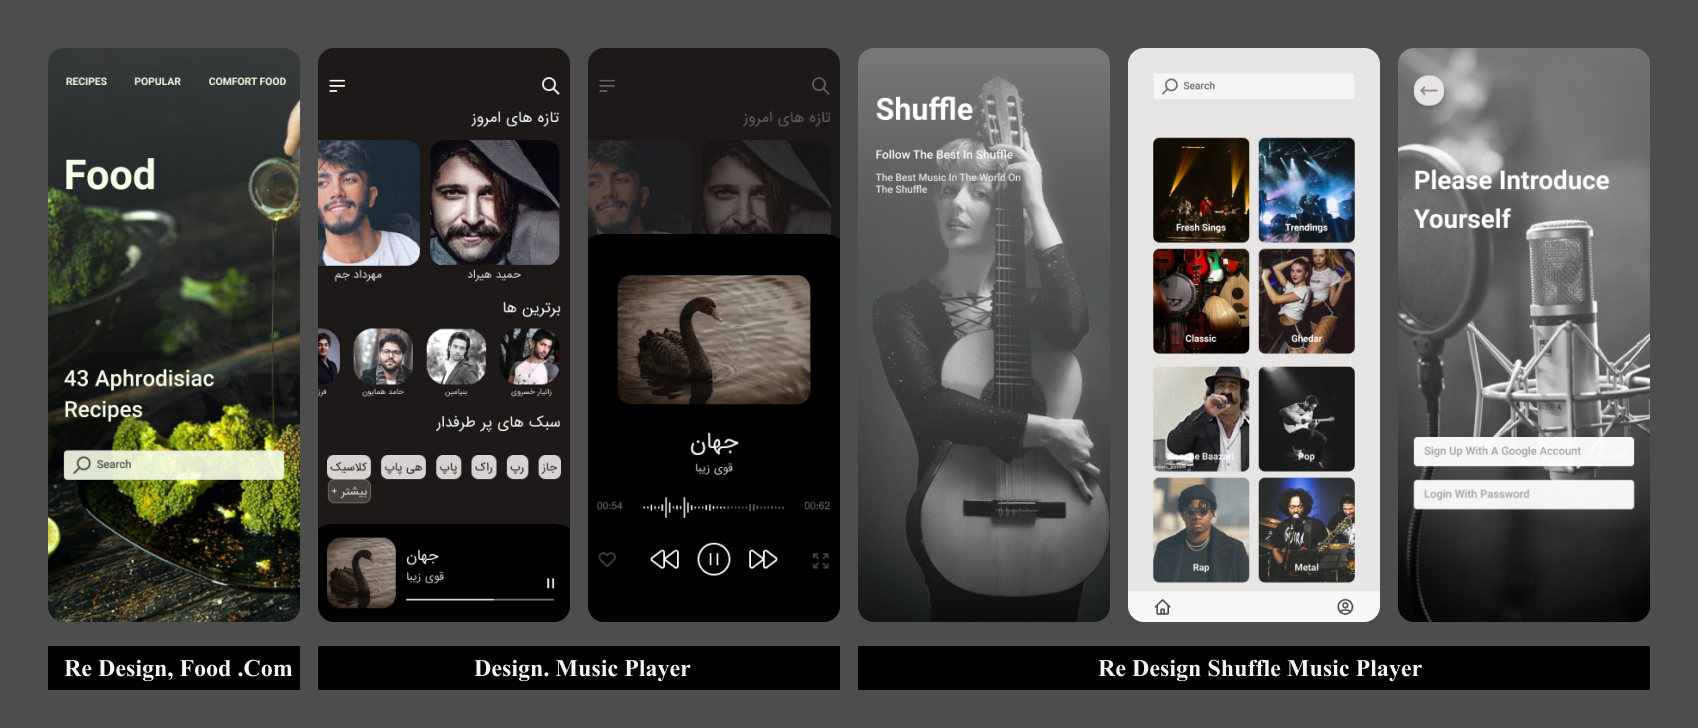 RECIPES POPULAR COMFORT FOOD
Food
43 Aphrodisiac
Recipes
Search
تازه های امروز
مهرداد جم
حمید هیراد
برترین ها
حامد همایون
بنیامین
زانیار خسروی
سبک های پر طرفدار
جاز
رپ
راک
پاپ
هی پاپ
کلاسیک
بیشتر +
جهان
قوی زیبا
تازه های امروز
جهان
قوی زیبا
00:54
00:62
Shuffle
Follow The Best In Shuffle
The Best Music In The World On
The Shuffle
Search
Fresh Sings
Trendings
Classic
Ghedar
Pop
Rap
Metal
Please Introduce
Yourself
Sign Up With A Google Account
Login With Password
Re Design, Food .Com
Design. Music Player
Re Design Shuffle Music Player